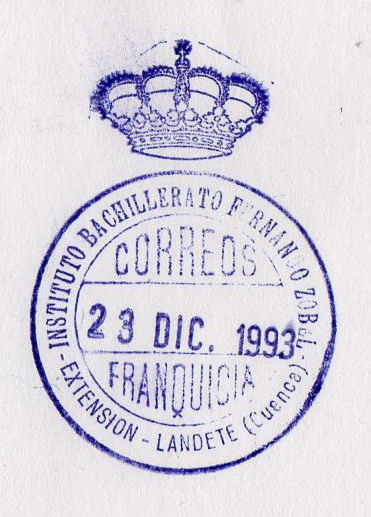 - INSTITUTO BACHILLERATO FERNANDO ZOBEL -
CORREOS
23 DIC. 1993
FRANQUICIA
EXTENSION - LANDETE (Cuenca)